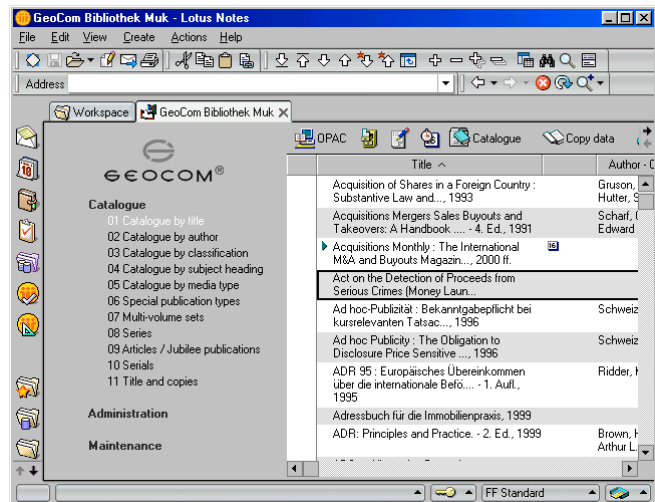 GeoCom Bibliothek Muk - Lotus Notes
File Edit View Create Actions Help
Address
Workspace GeoCom Bibliothek Muk
OPAC Catalogue Copy data
GEOCOM®
Title Author - C
Catalogue
01 Catalogue by title
02 Catalogue by author
03 Catalogue by classification
04 Catalogue by subject heading
05 Catalogue by media type
06 Special publication types
07 Multi-volume sets
08 Series
09 Articles / Jubilee publications
10 Serials
11 Title and copies
Administration
Maintenance
Acquisition of Shares in a Foreign Country : Gruson,
Substantive Law and..., 1993 Hutter, S
Acquisitions Mergers Sales Buyouts and Scharf, 
Takeovers: A Handbook .... - 4. Ed., 1991 Edward
Acquisitions Monthly : The International 16
M&A and Buyouts Magazin..., 2000 ff.
Act on the Detection of Proceeds from
Serious Crimes (Money Laun...
Ad hoc-Publizität : Bekanntgabepflicht bei Schweiz
kursrelevanten Tatsac..., 1996
Ad hoc Publicity : The Obligation to Schweiz
Disclosure Price Sensitive ..., 1996
ADR 95 : Europäisches Übereinkommen Ridder,
über die internationale Befö.... - 1. Aufl.,
1995
Adressbuch für die Immobilienpraxis, 1999
ADR: Principles and Practice. - 2. Ed., 1999 Brown, H
Arthur L.
FF Standard